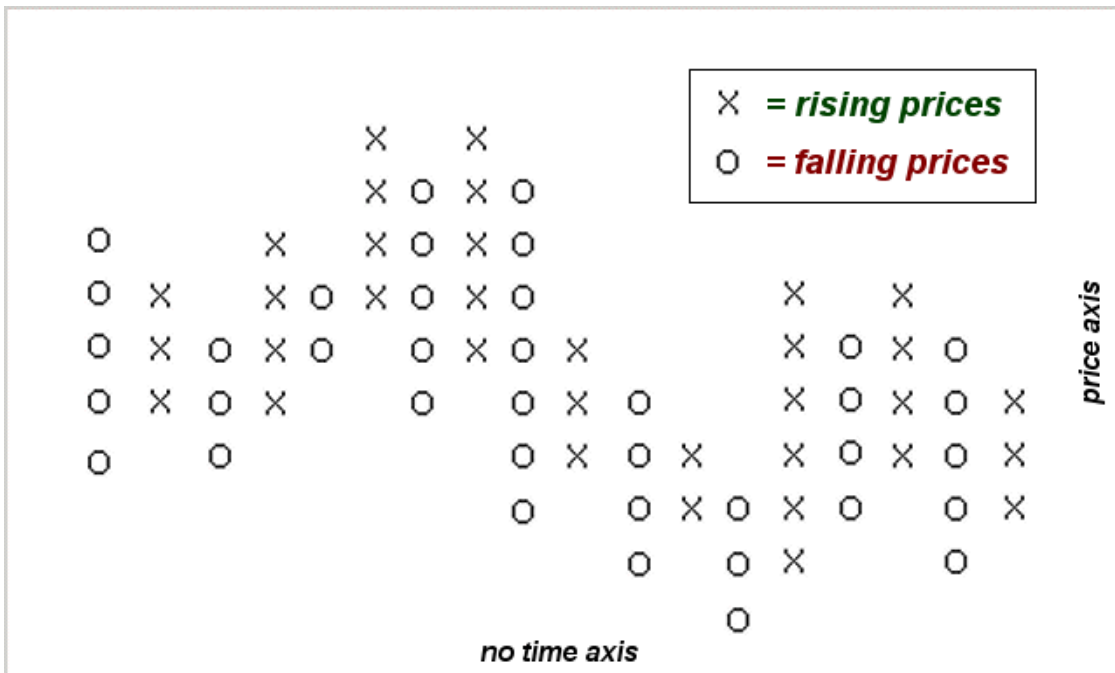 X = rising prices
O = falling prices
price axis
no time axis